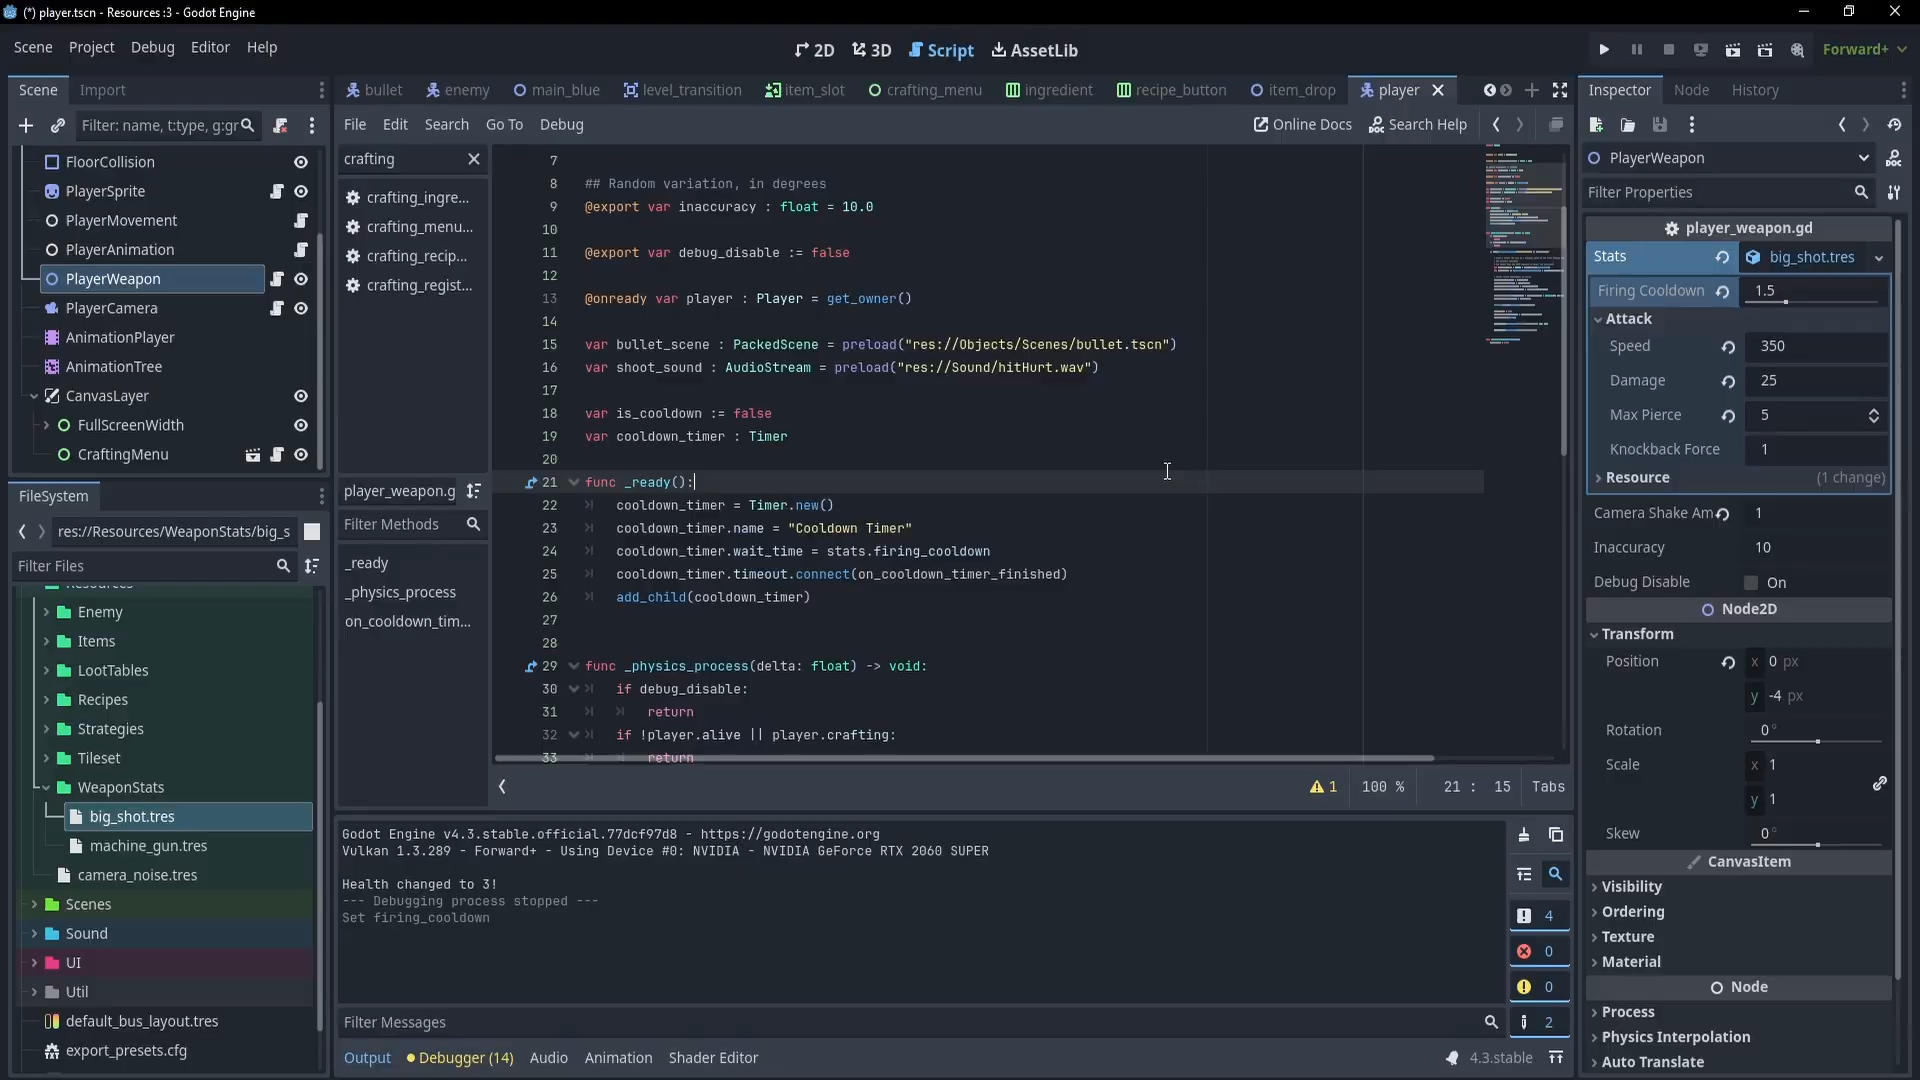 (*) player.tscn - Resources :3 - Godot Engine
Scene Project Debug Editor Help
2D 3D Script AssetLib
Forward+
Scene Import
Filter: name, t:type, g:gr
FloorCollision
PlayerSprite
PlayerMovement
PlayerAnimation
PlayerWeapon
PlayerCamera
AnimationPlayer
AnimationTree
CanvasLayer
FullScreenWidth
CraftingMenu
FileSystem
res://Resources/WeaponStats/big_s
Filter Files
Enemy
Items
LootTables
Recipes
Strategies
Tileset
WeaponStats
big_shot.tres
machine_gun.tres
camera_noise.tres
Scenes
Sound
UI
Util
default_bus_layout.tres
export_presets.cfg
bullet enemy main_blue level_transition item_slot crafting_menu ingredient recipe_button item_drop player
File Edit Search Go To Debug
Online Docs Search Help
crafting
crafting_ingre...
crafting_menu...
crafting_recip...
crafting_regist...
player_weapon.g
Filter Methods
_ready
_physics_process
on_cooldown_tim...
7
8 ## Random variation, in degrees
9 @export var inaccuracy : float = 10.0
10
11 @export var debug_disable := false
12
13 @onready var player : Player = get_owner()
14
15 var bullet_scene : PackedScene = preload("res://Objects/Scenes/bullet.tscn")
16 var shoot_sound : AudioStream = preload("res://Sound/hitHurt.wav")
17
18 var is_cooldown := false
19 var cooldown_timer : Timer
20
21 func _ready():
22 cooldown_timer = Timer.new()
23 cooldown_timer.name = "Cooldown Timer"
24 cooldown_timer.wait_time = stats.firing_cooldown
25 cooldown_timer.timeout.connect(on_cooldown_timer_finished)
26 add_child(cooldown_timer)
27
28
29 func _physics_process(delta: float) -> void:
30 if debug_disable:
31 return
32 if !player.alive || player.crafting:
33 return
1 100 % 21 : 15 Tabs
Godot Engine v4.3.stable.official.77dcf97d8 - https://godotengine.org
Vulkan 1.3.289 - Forward+ - Using Device #0: NVIDIA - NVIDIA GeForce RTX 2060 SUPER
Health changed to 3!
--- Debugging process stopped ---
Set firing_cooldown
4
0
0
2
Filter Messages
Output Debugger (14) Audio Animation Shader Editor
4.3.stable
Inspector Node History
PlayerWeapon
Filter Properties
player_weapon.gd
Stats big_shot.tres
Firing Cooldown 1.5
Attack
Speed 350
Damage 25
Max Pierce 5
Knockback Force 1
Resource (1 change)
Camera Shake Am 1
Inaccuracy 10
Debug Disable On
Node2D
Transform
Position x 0 px
y -4 px
Rotation 0°
Scale x 1
y 1
Skew 0°
CanvasItem
Visibility
Ordering
Texture
Material
Node
Process
Physics Interpolation
Auto Translate